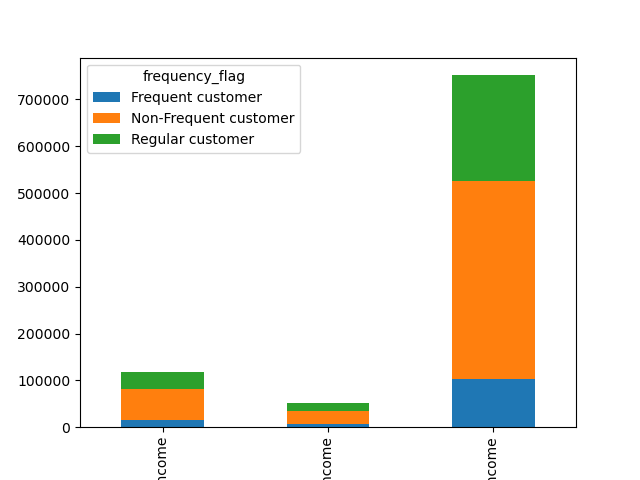 frequency_flag
Frequent customer
Non-Frequent customer
Regular customer
700000
600000
500000
400000
300000
200000
100000
0
ncome
ncome
ncome